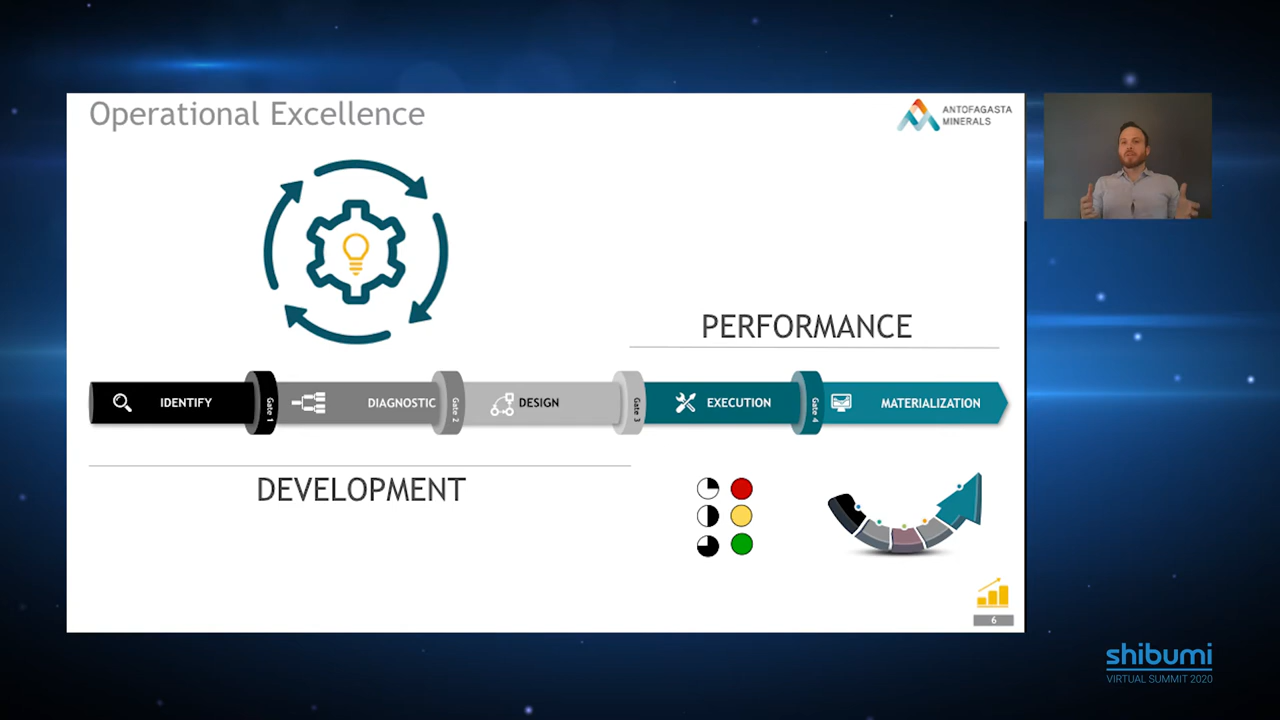 Operational Excellence
ANTOFAGASTA
MINERALS
PERFORMANCE
IDENTIFY
Gate 1
DIAGNOSTIC
Gate 2
DESIGN
Gate 3
EXECUTION
Gate 4
MATERIALIZATION
DEVELOPMENT
6
shibumi
VIRTUAL SUMMIT 2020